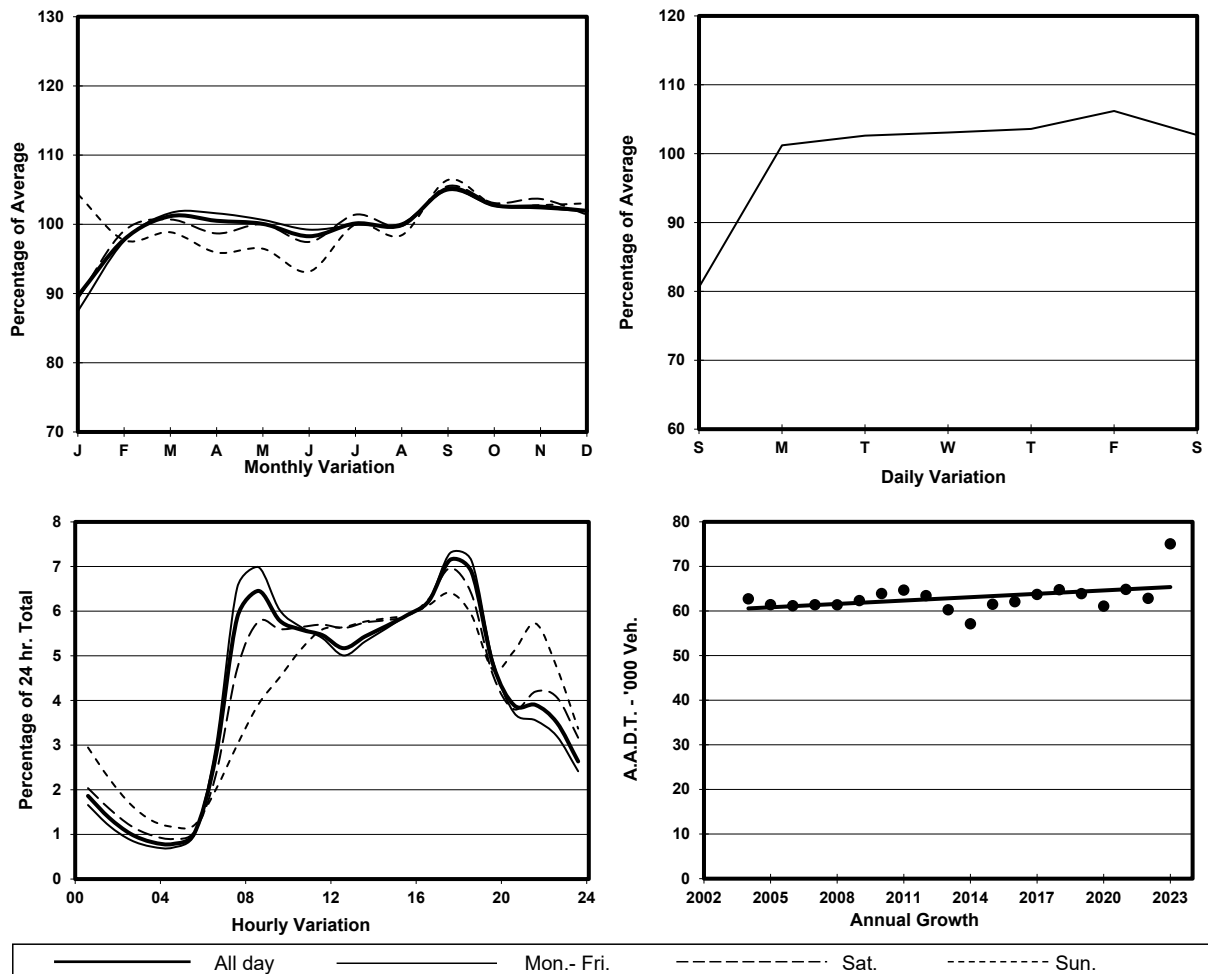 130
120
110
100
90
80
70
Percentage of Average
J F M A M J J A S O N D
Monthly Variation
120
110
100
90
80
70
60
Percentage of Average
S M T W T F S
Daily Variation
8
7
6
5
4
3
2
1
0
Percentage of 24 hr. Total
00 04 08 12 16 20 24
Hourly Variation
80
70
60
50
40
30
20
10
0
A.A.D.T. - '000 Veh.
2002 2005 2008 2011 2014 2017 2020 2023
Annual Growth
All day Mon.- Fri. Sat. Sun.